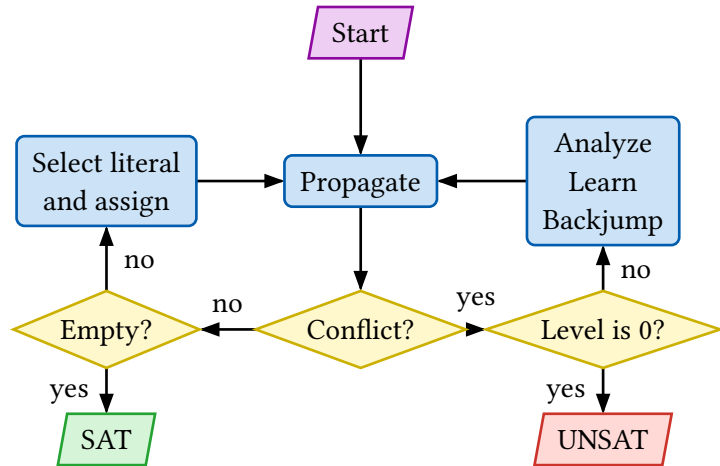 Start
Select literal
and assign
Propagate
Analyze
Learn
Backjump
no
no
Empty?
no
Conflict?
yes
Level is 0?
yes
yes
SAT
UNSAT